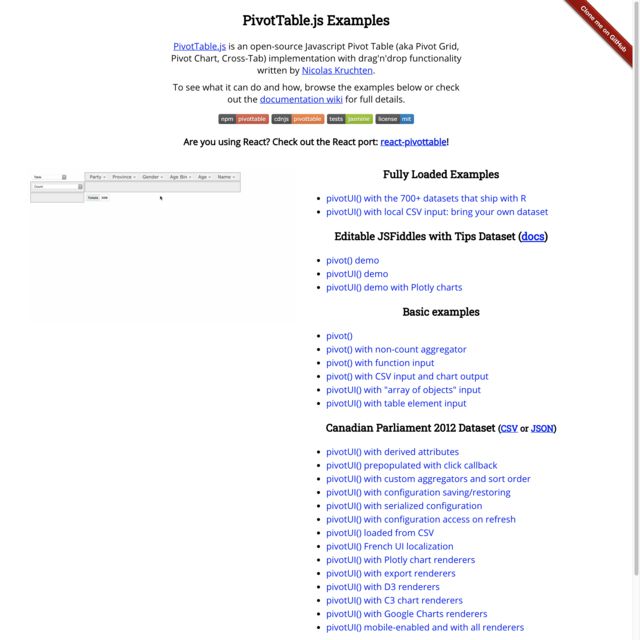 PivotTable.js Examples
Clone me on GitHub
PivotTable.js is an open-source Javascript Pivot Table (aka Pivot Grid,
Pivot Chart, Cross-Tab) implementation with drag'n'drop functionality
written by Nicolas Kruchten.
To see what it can do and how, browse the examples below or check
out the documentation wiki for full details.
npm pivottable cdnjs pivottable tests jasmine license mit
Are you using React? Check out the React port: react-pivottable!
Table
Party Province Gender Age Bin Age Name
Count
Totals
Fully Loaded Examples
pivotUI() with the 700+ datasets that ship with R
pivotUI() with local CSV input: bring your own dataset
Editable JSFiddles with Tips Dataset (docs)
pivot() demo
pivotUI() demo
pivotUI() demo with Plotly charts
Basic examples
pivot()
pivot() with non-count aggregator
pivot() with function input
pivot() with CSV input and chart output
pivotUI() with "array of objects" input
pivotUI() with table element input
Canadian Parliament 2012 Dataset (CSV or JSON)
pivotUI() with derived attributes
pivotUI() prepopulated with click callback
pivotUI() with custom aggregators and sort order
pivotUI() with configuration saving/restoring
pivotUI() with serialized configuration
pivotUI() with configuration access on refresh
pivotUI() loaded from CSV
pivotUI() French UI localization
pivotUI() with Plotly chart renderers
pivotUI() with export renderers
pivotUI() with D3 renderers
pivotUI() with C3 chart renderers
pivotUI() with Google Charts renderers
pivotUI() mobile-enabled and with all renderers